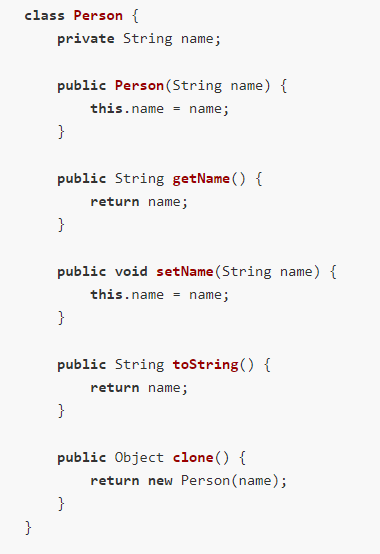 class Person {
    private String name;

    public Person(String name) {
        this.name = name;
    }

    public String getName() {
        return name;
    }

    public void setName(String name) {
        this.name = name;
    }

    public String toString() {
        return name;
    }

    public Object clone() {
        return new Person(name);
    }
}